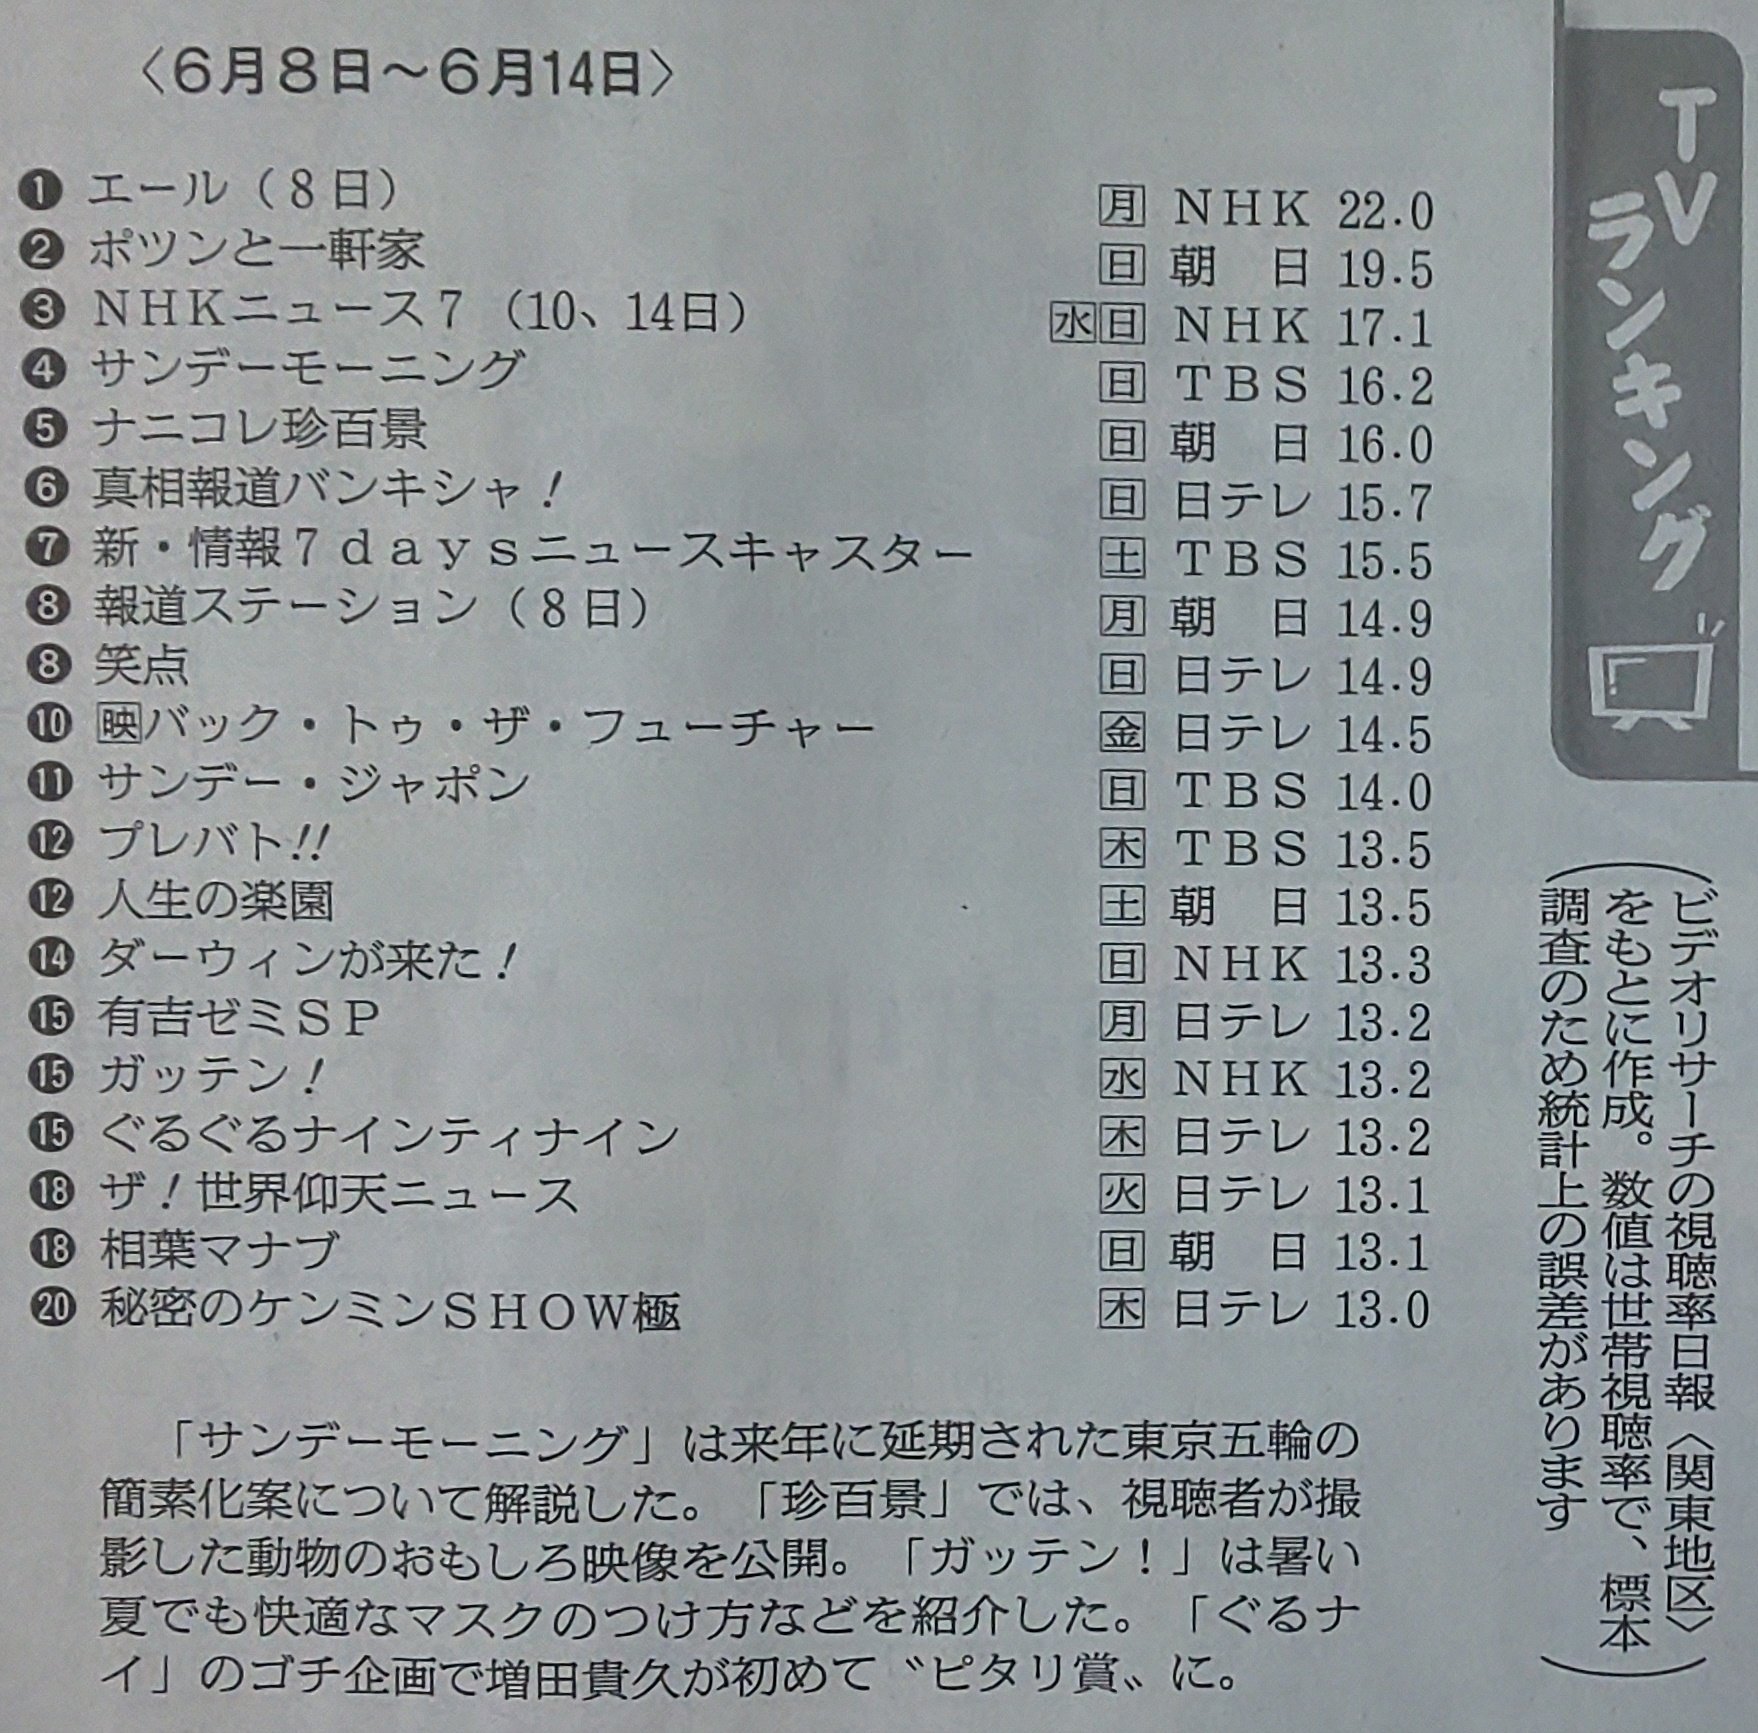 〈6月8日～6月14日〉
TVランキング
❶ エール（8日） 月 NHK 22.0
❷ ポツンと一軒家 日 朝　日 19.5
❸ NHKニュース7（10、14日） 水日 NHK 17.1
❹ サンデーモーニング 日 TBS 16.2
❺ ナニコレ珍百景 日 朝　日 16.0
❻ 真相報道バンキシャ！ 日 日テレ 15.7
❼ 新・情報7daysニュースキャスター 土 TBS 15.5
❽ 報道ステーション（8日） 月 朝　日 14.9
❽ 笑点 日 日テレ 14.9
❿ 映バック・トゥ・ザ・フューチャー 金 日テレ 14.5
⓫ サンデー・ジャポン 日 TBS 14.0
⓬ プレバト!! 木 TBS 13.5
⓬ 人生の楽園 土 朝　日 13.5
⓮ ダーウィンが来た！ 日 NHK 13.3
⓯ 有吉ゼミSP 月 日テレ 13.2
⓯ ガッテン！ 水 NHK 13.2
⓯ ぐるぐるナインティナイン 木 日テレ 13.2
⓲ ザ！世界仰天ニュース 火 日テレ 13.1
⓲ 相葉マナブ 日 朝　日 13.1
⓴ 秘密のケンミンSHOW極 木 日テレ 13.0
（ビデオリサーチの視聴率日報〈関東地区〉
をもとに作成。数値は世帯視聴率で、標本
調査のため統計上の誤差があります）
「サンデーモーニング」は来年に延期された東京五輪の
簡素化案について解説した。「珍百景」では、視聴者が撮
影した動物のおもしろ映像を公開。「ガッテン！」は暑い
夏でも快適なマスクのつけ方などを紹介した。「ぐるナ
イ」のゴチ企画で増田貴久が初めて〝ピタリ賞〟に。